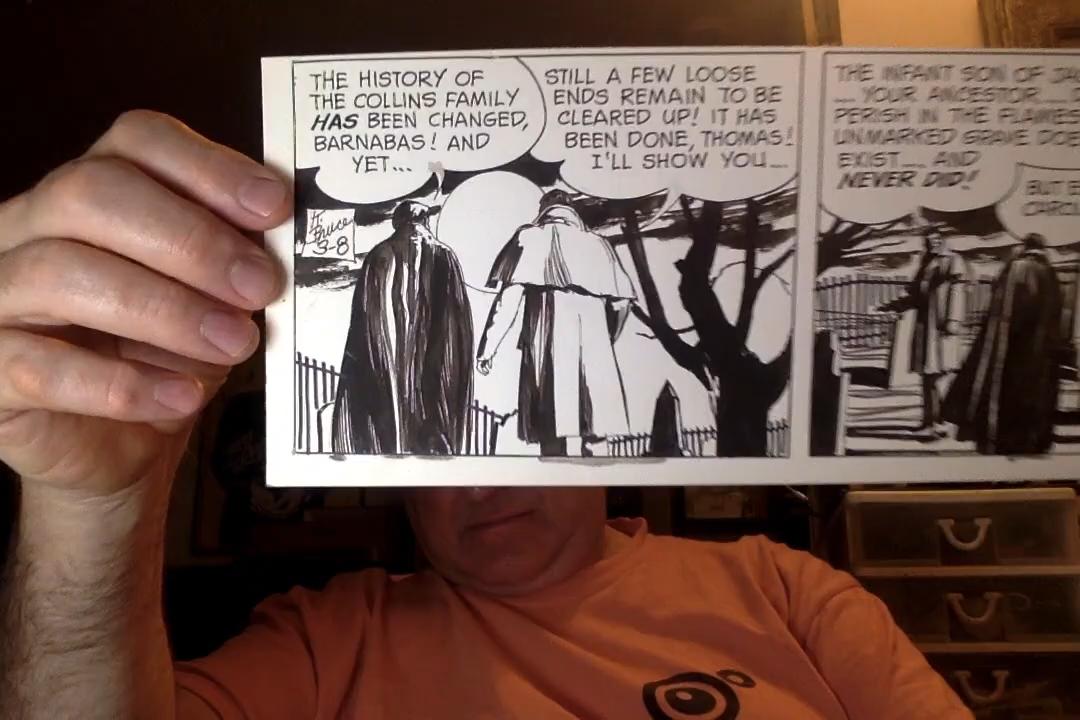 THE HISTORY OF
THE COLLINS FAMILY
HAS BEEN CHANGED,
BARNABAS! AND
YET...
STILL A FEW LOOSE
ENDS REMAIN TO BE
CLEARED UP! IT HAS
BEEN DONE, THOMAS!
I'LL SHOW YOU...
K.
Bruce
3-8
THE INFANT SON OF
... YOUR ANCESTOR...
PERISH IN THE FLAMES
UNMARKED GRAVE DOE
EXIST... AND
NEVER DID!
BUT